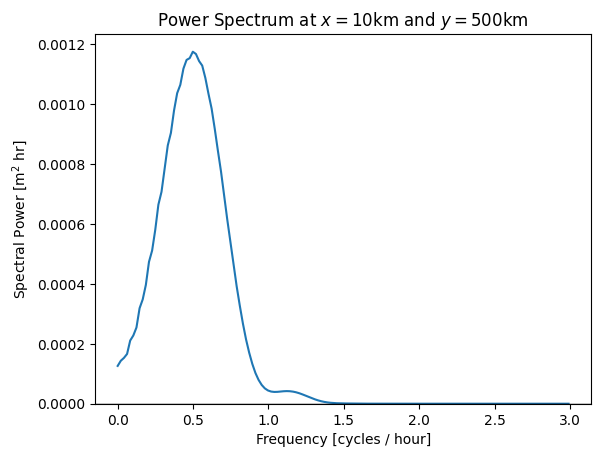 Power Spectrum at x = 10km and y = 500km
0.0012
0.0010
0.0008
0.0006
0.0004
0.0002
0.0000
Spectral Power [m² hr]
0.0 0.5 1.0 1.5 2.0 2.5 3.0
Frequency [cycles / hour]